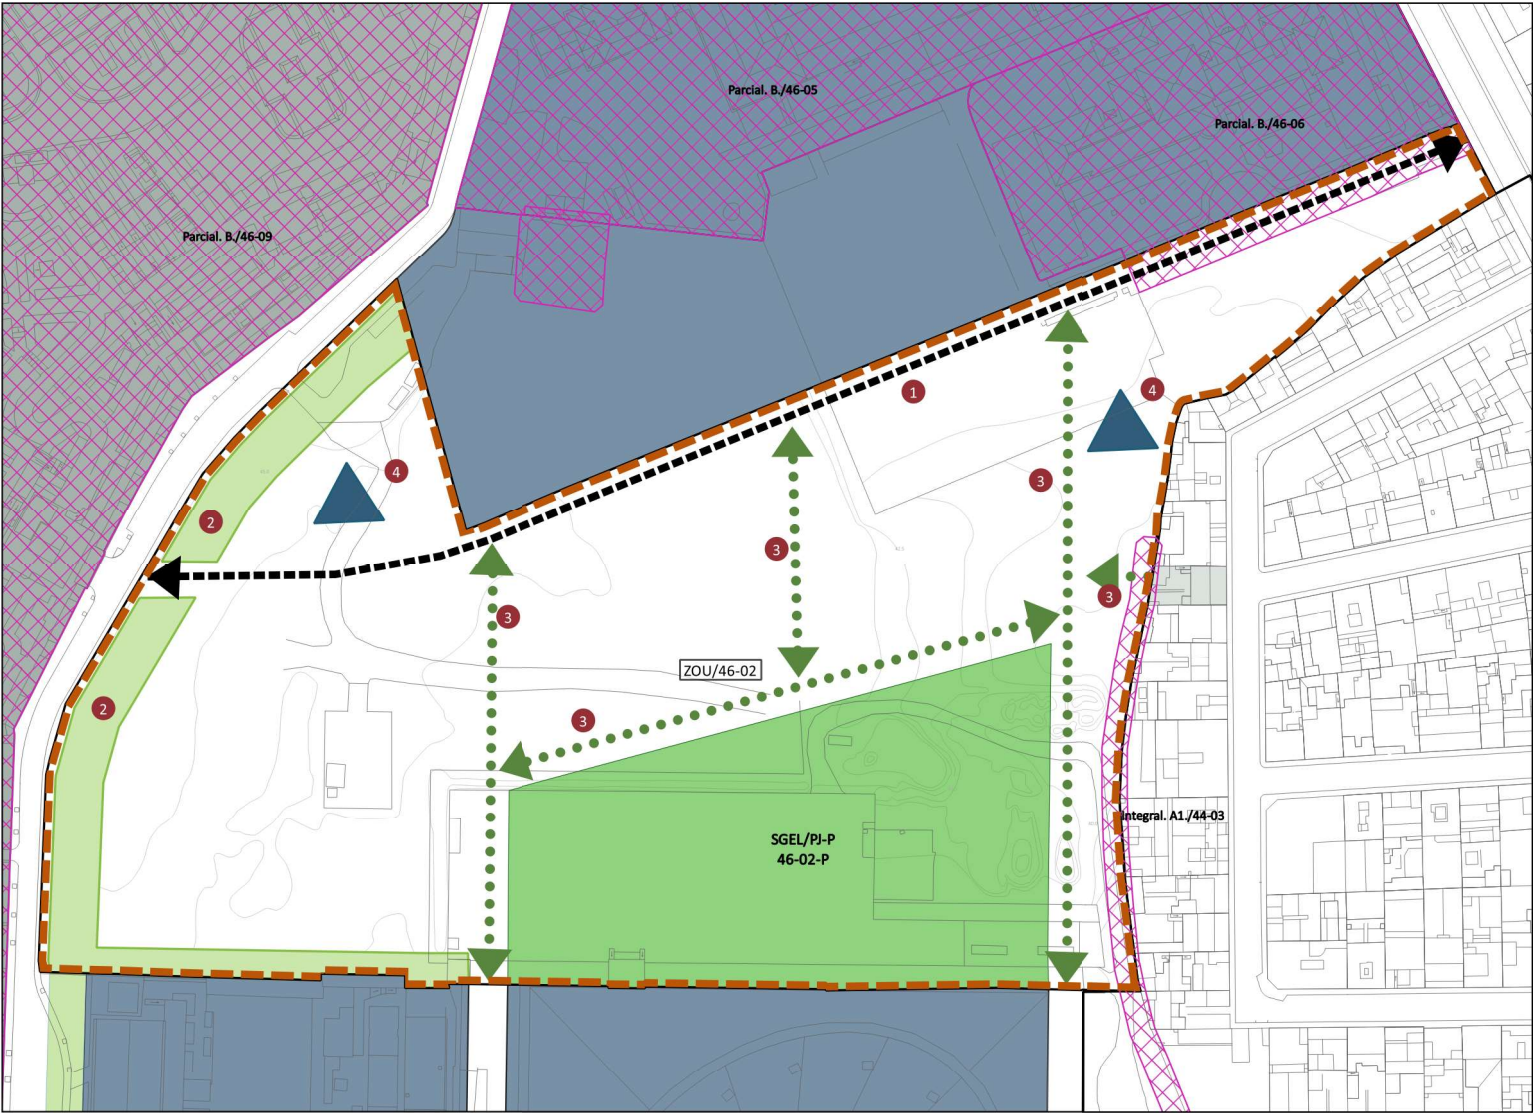 Parcial. B./46-05
Parcial. B./46-06
Parcial. B./46-09
1
4
4
3
2
3
3
3
ZOU/46-02
2
3
SGEL/PJ-P
46-02-P
Integral. A1./44-03